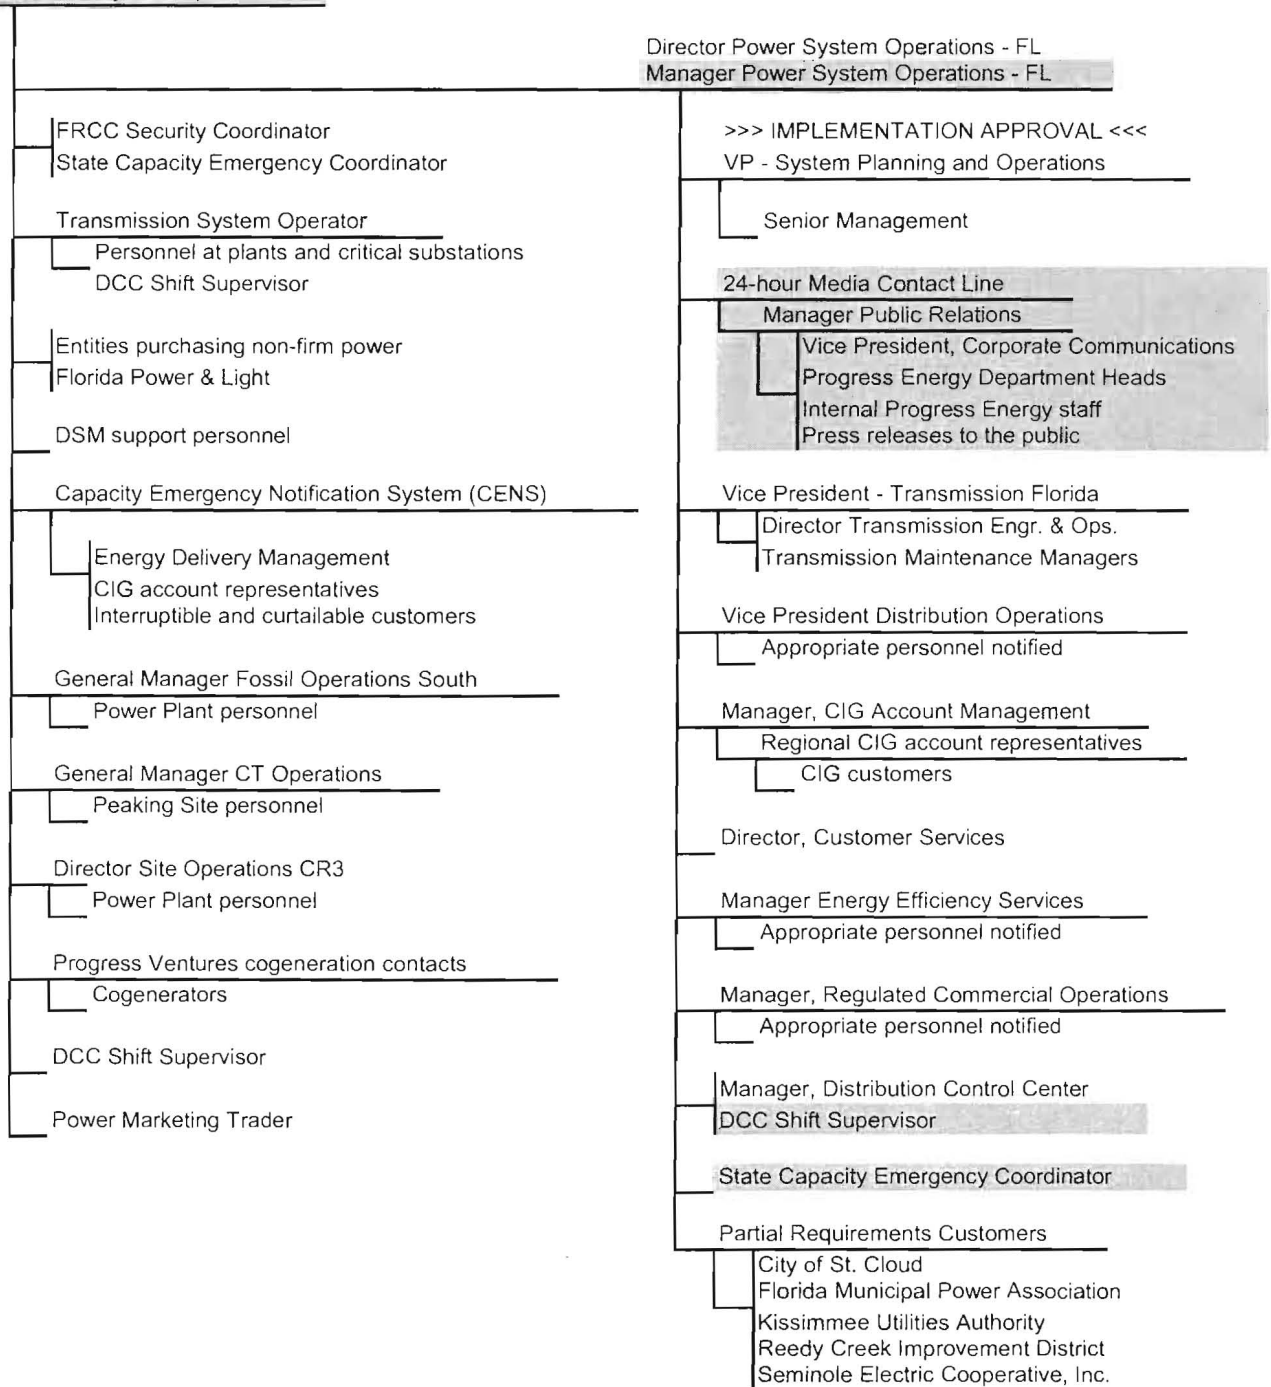 Director Power System Operations - FL
Manager Power System Operations - FL
FRCC Security Coordinator
State Capacity Emergency Coordinator
Transmission System Operator
Personnel at plants and critical substations
DCC Shift Supervisor
Entities purchasing non-firm power
Florida Power & Light
DSM support personnel
Capacity Emergency Notification System (CENS)
Energy Delivery Management
CIG account representatives
Interruptible and curtailable customers
General Manager Fossil Operations South
Power Plant personnel
General Manager CT Operations
Peaking Site personnel
Director Site Operations CR3
Power Plant personnel
Progress Ventures cogeneration contacts
Cogenerators
DCC Shift Supervisor
Power Marketing Trader
>>> IMPLEMENTATION APPROVAL <<<
VP - System Planning and Operations
Senior Management
24-hour Media Contact Line
Manager Public Relations
Vice President, Corporate Communications
Progress Energy Department Heads
Internal Progress Energy staff
Press releases to the public
Vice President - Transmission Florida
Director Transmission Engr. & Ops.
Transmission Maintenance Managers
Vice President Distribution Operations
Appropriate personnel notified
Manager, CIG Account Management
Regional CIG account representatives
CIG customers
Director, Customer Services
Manager Energy Efficiency Services
Appropriate personnel notified
Manager, Regulated Commercial Operations
Appropriate personnel notified
Manager, Distribution Control Center
DCC Shift Supervisor
State Capacity Emergency Coordinator
Partial Requirements Customers
City of St. Cloud
Florida Municipal Power Association
Kissimmee Utilities Authority
Reedy Creek Improvement District
Seminole Electric Cooperative, Inc.